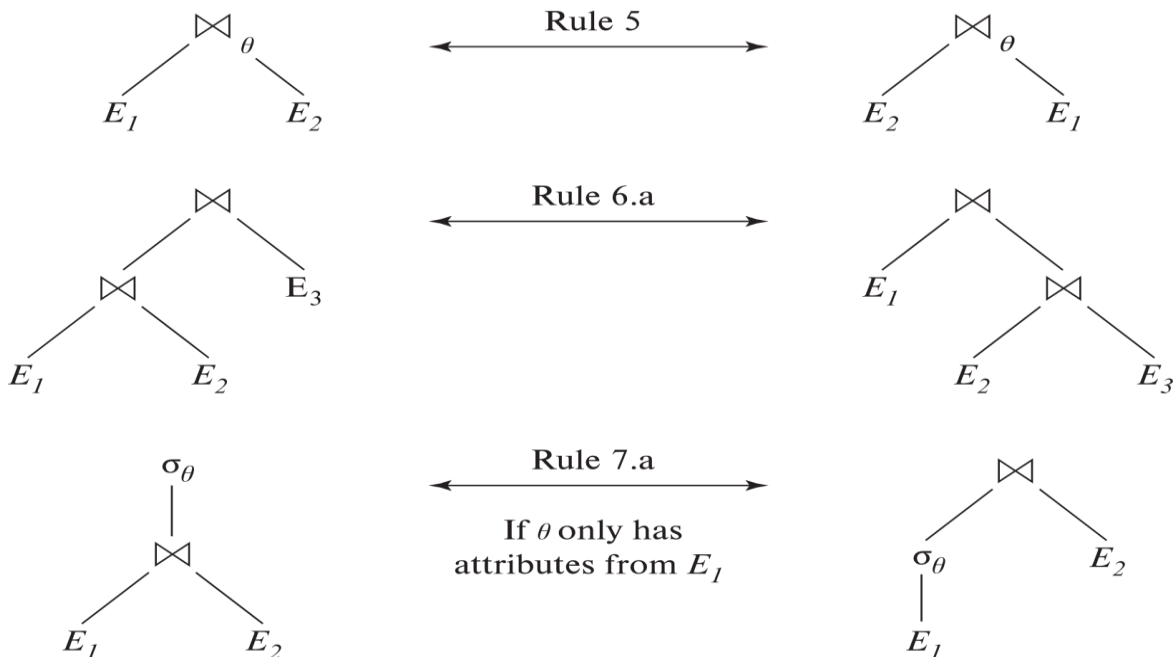 ⋈θ Rule 5 ⋈θ
E1 E2 E2 E1
⋈ Rule 6.a ⋈
⋈ E3 E1 ⋈
E1 E2 E2 E3
σθ Rule 7.a ⋈
If θ only has
attributes from E1
⋈ σθ E2
E1 E2 E1